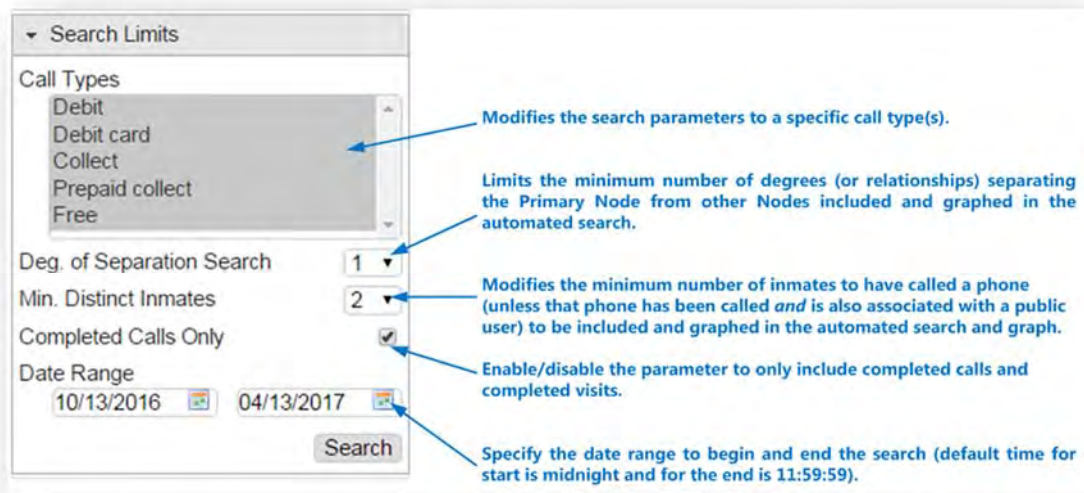 Search Limits
Call Types
Debit
Debit card
Collect
Prepaid collect
Free
Deg. of Separation Search 1
Min. Distinct Inmates 2
Completed Calls Only
Date Range
10/13/2016 04/13/2017
Search
Modifies the search parameters to a specific call type(s).
Limits the minimum number of degrees (or relationships) separating
the Primary Node from other Nodes included and graphed in the
automated search.
Modifies the minimum number of inmates to have called a phone
(unless that phone has been called and is also associated with a public
user) to be included and graphed in the automated search and graph.
Enable/disable the parameter to only include completed calls and
completed visits.
Specify the date range to begin and end the search (default time for
start is midnight and for the end is 11:59:59).